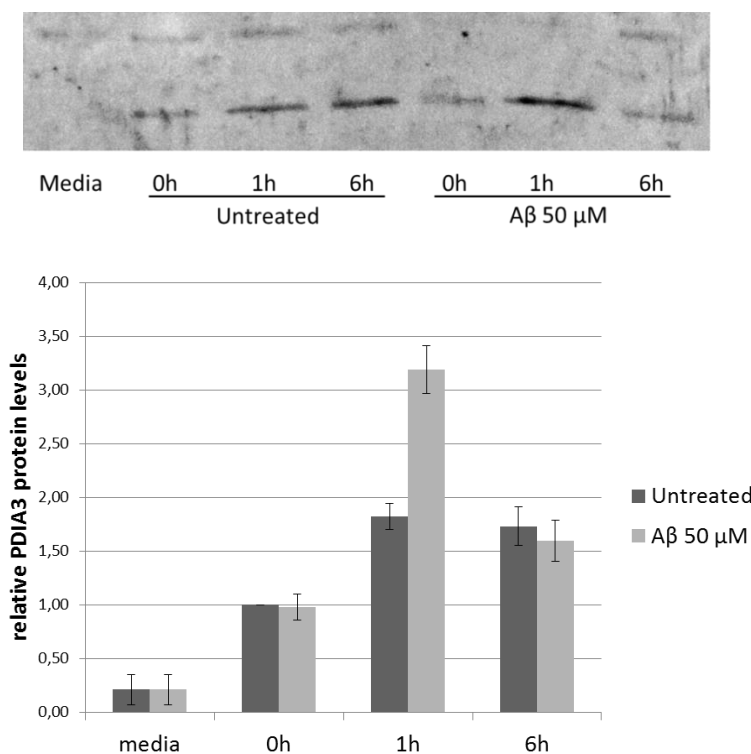 Media 0h 1h 6h 0h 1h 6h
Untreated Aβ 50 µM
4,00
3,50
3,00
2,50
2,00
1,50
1,00
0,50
0,00
relative PDIA3 protein levels
media 0h 1h 6h
Untreated
Aβ 50 µM